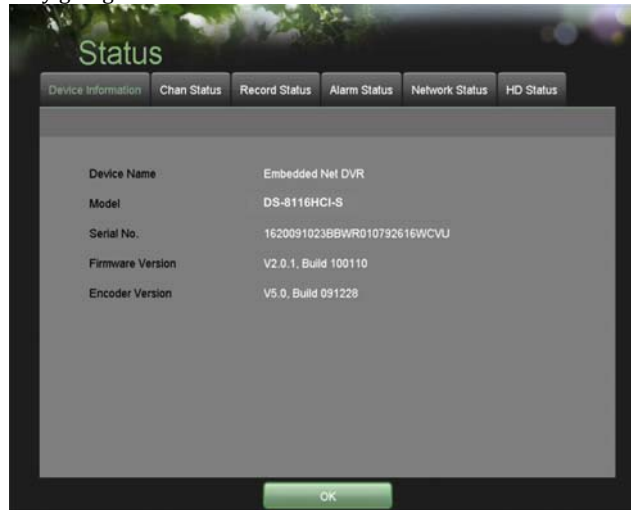 Status
Device Information Chan Status Record Status Alarm Status Network Status HD Status
Device Name Embedded Net DVR
Model DS-8116HCI-S
Serial No. 1620091023BBWR010792616WCVU
Firmware Version V2.0.1, Build 100110
Encoder Version V5.0, Build 091228
OK